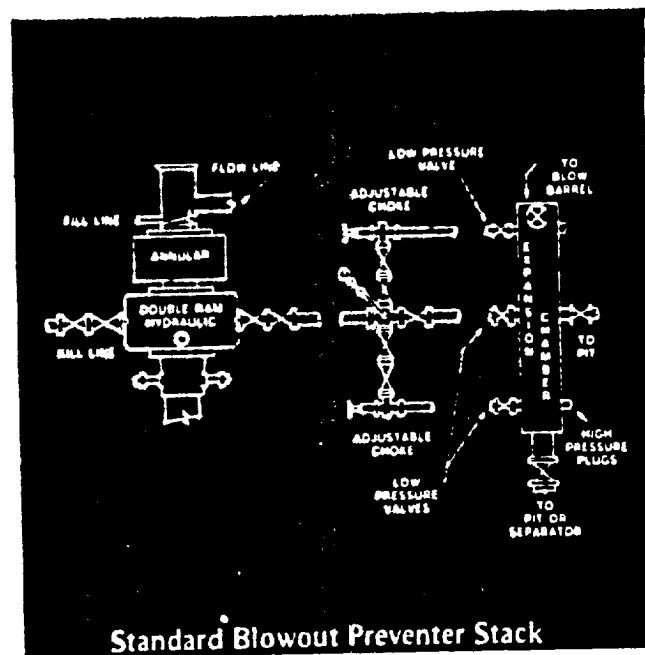 FLOW LINE
FILL LINE
ANNULAR
DOUBLE RAM
HYDRAULIC
KILL LINE
LOW PRESSURE
VALVE
TO
BLOW
BARREL
ADJUSTABLE
CHOKE
EXPANSION
CHAMBER
TO
PIT
ADJUSTABLE
CHOKE
LOW
PRESSURE
VALVES
HIGH
PRESSURE
PLUGS
TO
PIT OR
SEPARATOR
Standard Blowout Preventer Stack